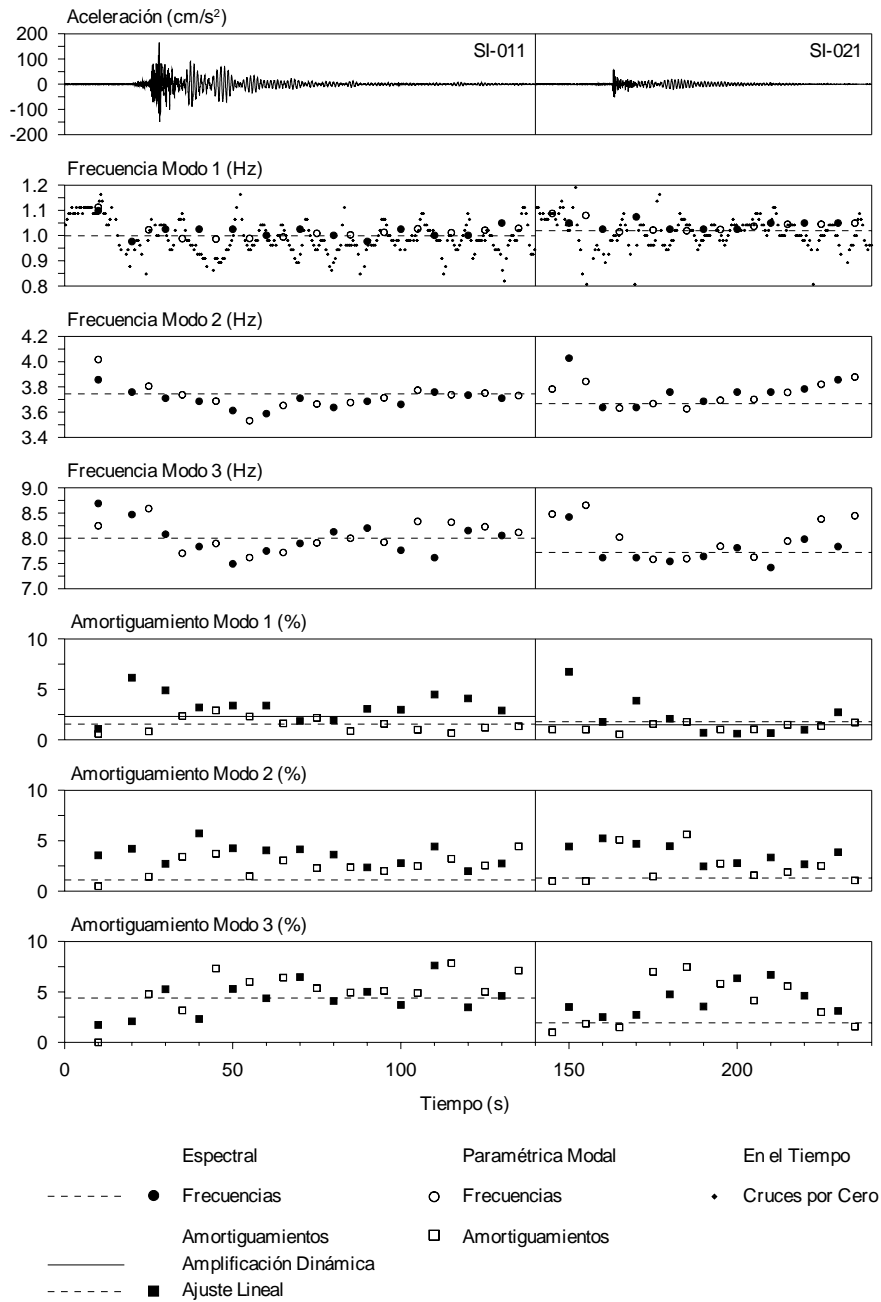 Aceleración (cm/s²)
200
100
0
-100
-200
SI-011
SI-021
Frecuencia Modo 1 (Hz)
1.2
1.1
1.0
0.9
0.8
Frecuencia Modo 2 (Hz)
4.2
4.0
3.8
3.6
3.4
Frecuencia Modo 3 (Hz)
9.0
8.5
8.0
7.5
7.0
Amortiguamiento Modo 1 (%)
10
5
0
Amortiguamiento Modo 2 (%)
10
5
0
Amortiguamiento Modo 3 (%)
10
5
0
0 50 100 150 200
Tiempo (s)
Espectral Paramétrica Modal En el Tiempo
Frecuencias Frecuencias Cruces por Cero
Amortiguamientos Amortiguamientos
Amplificación Dinámica
Ajuste Lineal